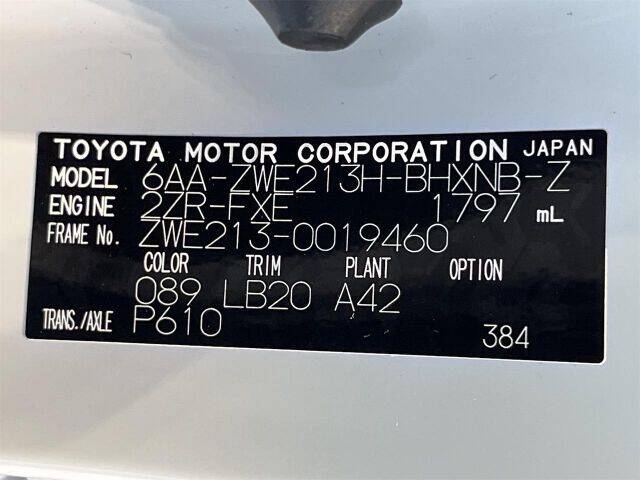 TOYOTA MOTOR CORPORATION JAPAN
MODEL 6AA-ZWE213H-BHXNB-Z
ENGINE 2ZR-FXE 1797 mL
FRAME No. ZWE213-0019460
COLOR TRIM PLANT OPTION
089 LB20 A42
TRANS./AXLE P610 384